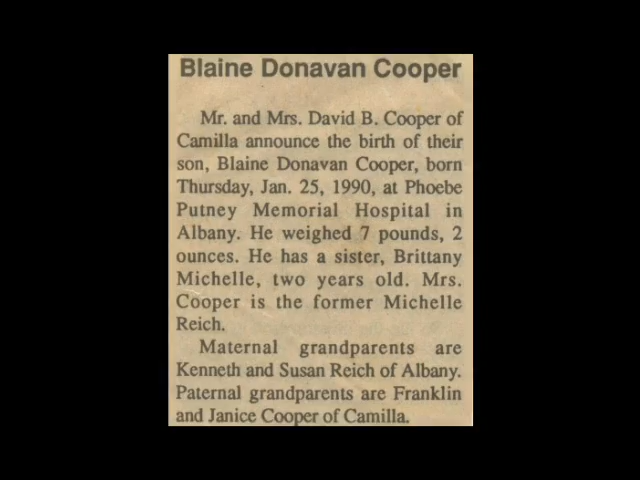 Blaine Donavan Cooper
Mr. and Mrs. David B. Cooper of
Camilla announce the birth of their
son, Blaine Donavan Cooper, born
Thursday, Jan. 25, 1990, at Phoebe
Putney Memorial Hospital in
Albany. He weighed 7 pounds, 2
ounces. He has a sister, Brittany
Michelle, two years old. Mrs.
Cooper is the former Michelle
Reich.
Maternal grandparents are
Kenneth and Susan Reich of Albany.
Paternal grandparents are Franklin
and Janice Cooper of Camilla.